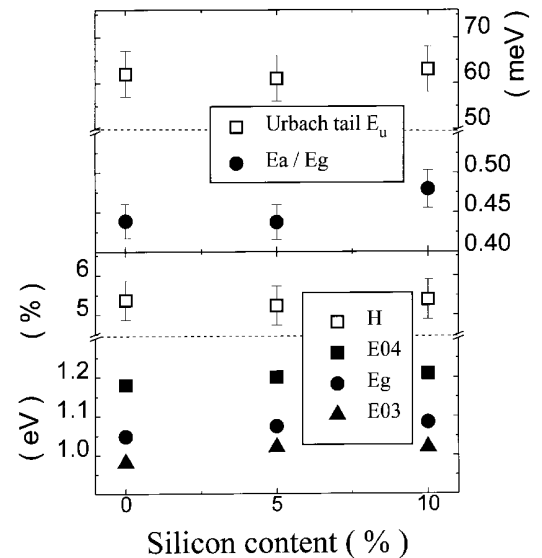 70
60
50
( meV )
Urbach tail Eᵤ
Ea / Eg
0.50
0.45
0.40
6
5
( % )
H
E04
Eg
E03
1.2
1.1
1.0
( eV )
0 5 10
Silicon content ( % )